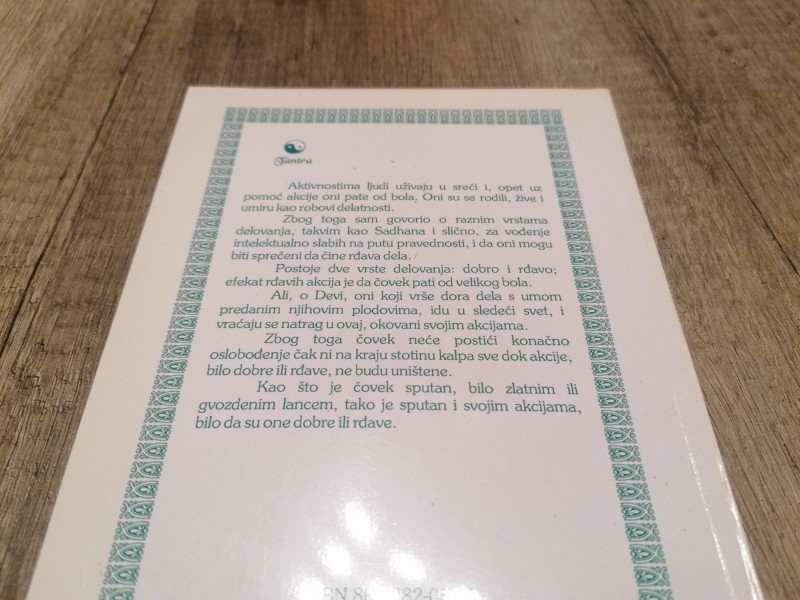 Tantra
Aktivnostima ljudi uživaju u sreći i, opet uz
pomoć akcije oni pate od bola. Oni su se rodili, žive i
umiru kao robovi delatnosti.
Zbog toga sam govorio o raznim vrstama
delovanja, takvim kao Sadhana i slično, za vođenje
intelektualno slabih na putu pravednosti, i da oni mogu
biti sprečeni da čine rđava dela.
Postoje dve vrste delovanja: dobro i rđavo;
efekat rđavih akcija je da čovek pati od velikog bola.
Ali, o Devi, oni koji vrše dora dela s umom
predanim njihovim plodovima, idu u sledeći svet, i
vraćaju se natrag u ovaj, okovani svojim akcijama.
Zbog toga čovek neće postići konačno
oslobođenje čak ni na kraju stotinu kalpa sve dok akcije,
bilo dobre ili rđave, ne budu uništene.
Kao što je čovek sputan, bilo zlatnim ili
gvozdenim lancem, tako je sputan i svojim akcijama,
bilo da su one dobre ili rđave.